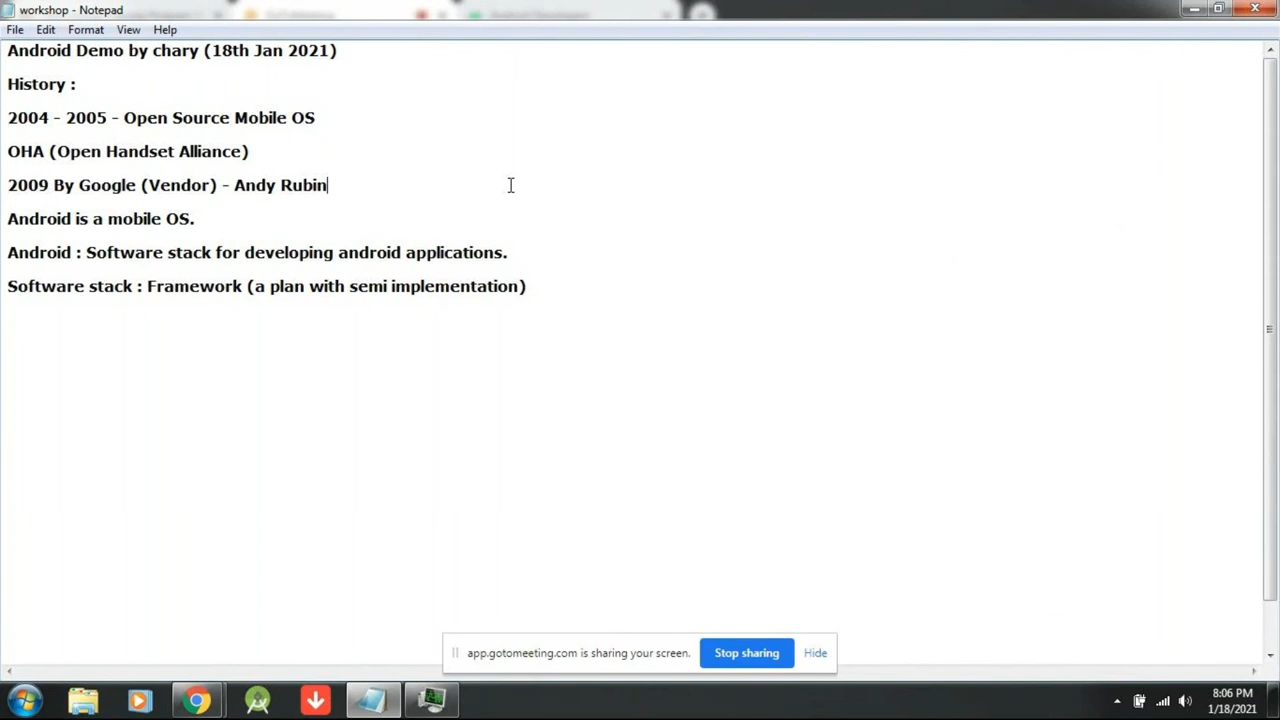 workshop - Notepad
File Edit Format View Help
Android Demo by chary (18th Jan 2021)
History :
2004 - 2005 - Open Source Mobile OS
OHA (Open Handset Alliance)
2009 By Google (Vendor) - Andy Rubin
Android is a mobile OS.
Android : Software stack for developing android applications.
Software stack : Framework (a plan with semi implementation)
app.gotomeeting.com is sharing your screen. Stop sharing Hide
8:06 PM
1/18/2021